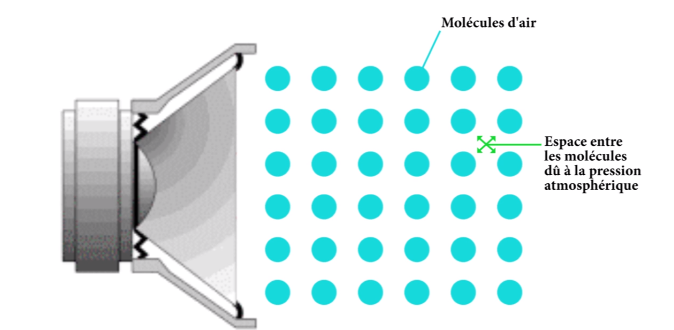 Molécules d'air
Espace entre
les molécules
dû à la pression
atmosphérique